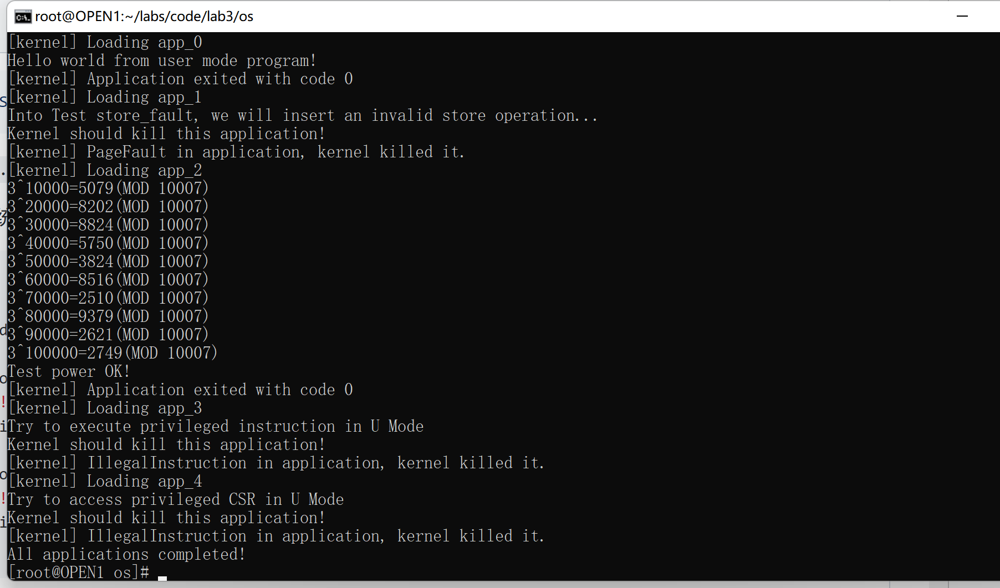 root@OPEN1:~/labs/code/lab3/os
[kernel] Loading app_0
Hello world from user mode program!
[kernel] Application exited with code 0
[kernel] Loading app_1
Into Test store_fault, we will insert an invalid store operation...
Kernel should kill this application!
[kernel] PageFault in application, kernel killed it.
[kernel] Loading app_2
3^10000=5079(MOD 10007)
3^20000=8202(MOD 10007)
3^30000=8824(MOD 10007)
3^40000=5750(MOD 10007)
3^50000=3824(MOD 10007)
3^60000=8516(MOD 10007)
3^70000=2510(MOD 10007)
3^80000=9379(MOD 10007)
3^90000=2621(MOD 10007)
3^100000=2749(MOD 10007)
Test power OK!
[kernel] Application exited with code 0
[kernel] Loading app_3
Try to execute privileged instruction in U Mode
Kernel should kill this application!
[kernel] IllegalInstruction in application, kernel killed it.
[kernel] Loading app_4
Try to access privileged CSR in U Mode
Kernel should kill this application!
[kernel] IllegalInstruction in application, kernel killed it.
All applications completed!
[root@OPEN1 os]#